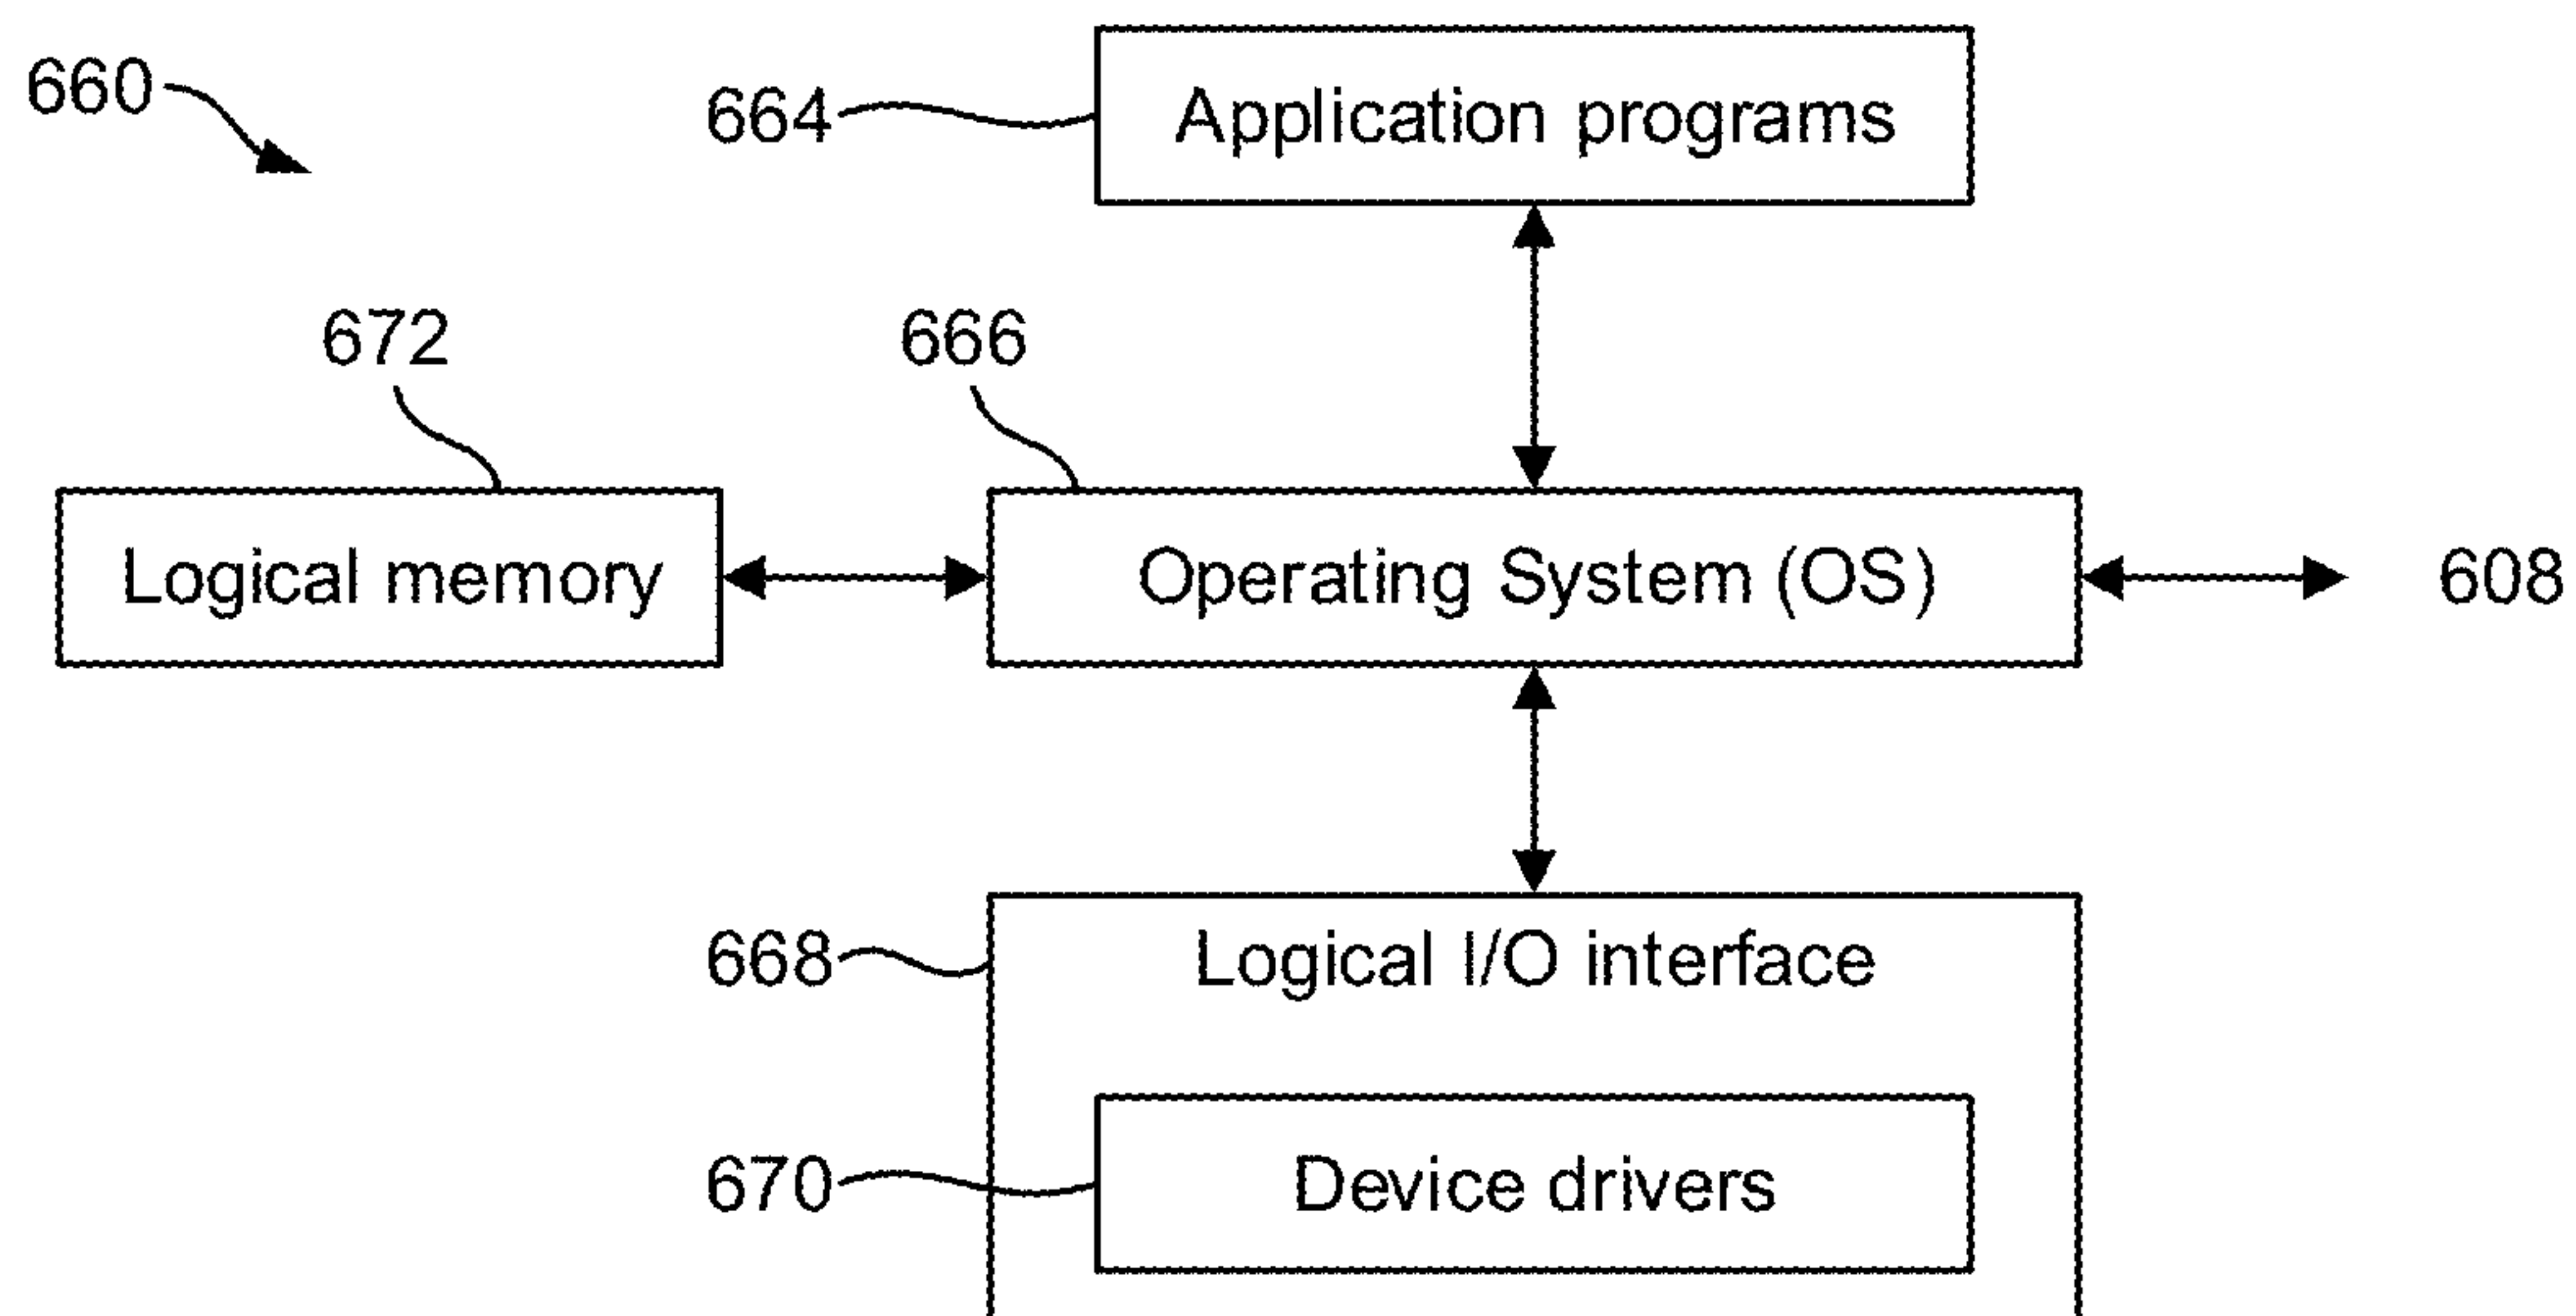 660
664
Application programs
672
666
Logical memory
Operating System (OS)
608
668
Logical I/O interface
670
Device drivers